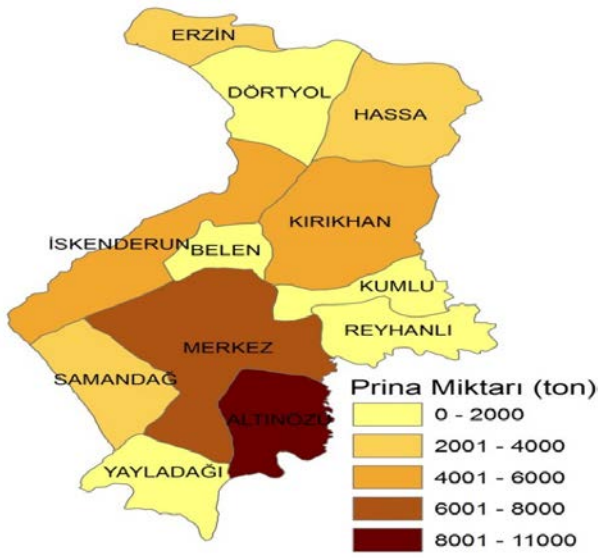 ERZİN
DÖRTYOL
HASSA
KIRIKHAN
İSKENDERUN
BELEN
KUMLU
REYHANLI
MERKEZ
SAMANDAĞ
ALTINÖZÜ
YAYLADAĞI
Prina Miktarı (ton)
0 - 2000
2001 - 4000
4001 - 6000
6001 - 8000
8001 - 11000